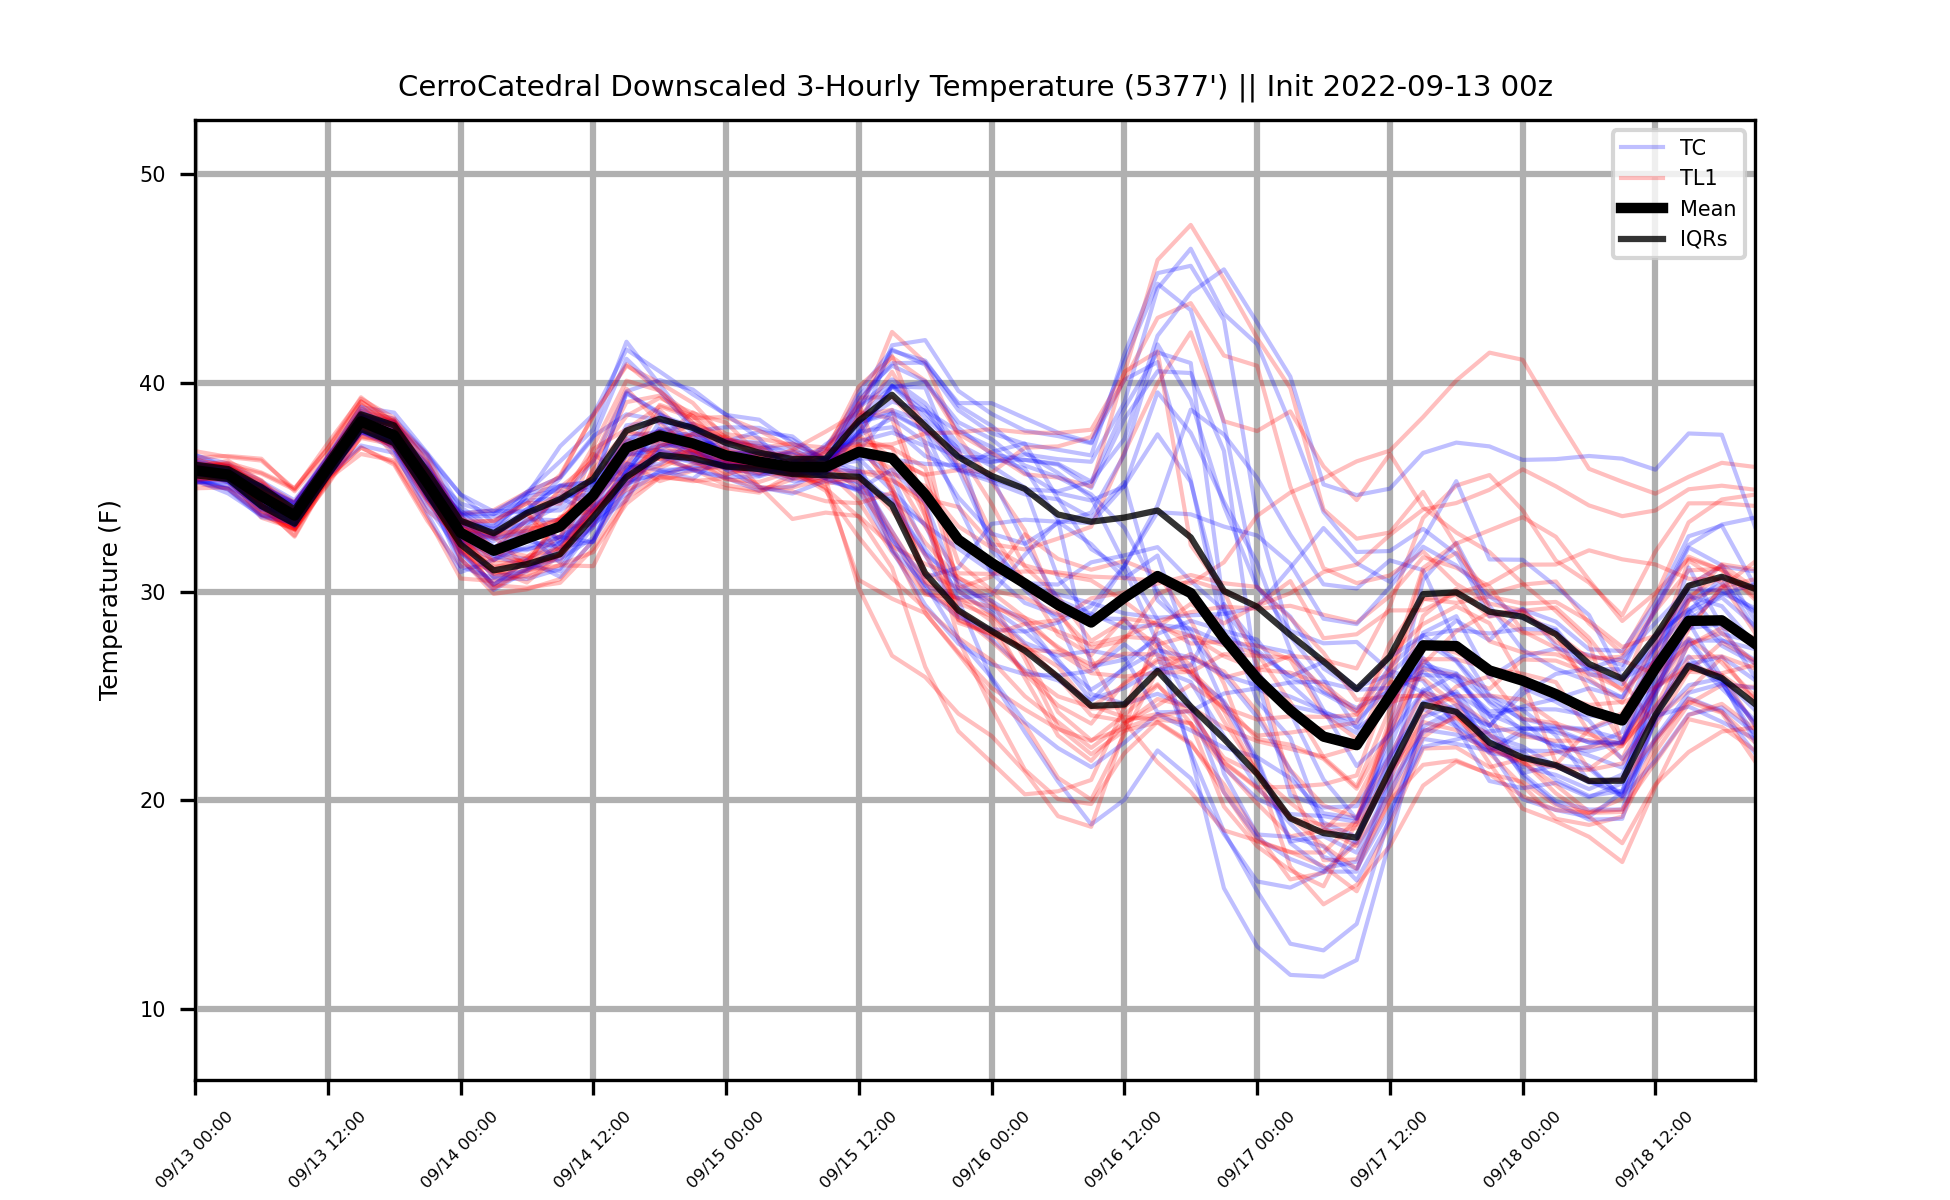 CerroCatedral Downscaled 3-Hourly Temperature (5377') || Init 2022-09-13 00z
TC
TL1
Mean
IQRs
Temperature (F)
50
40
30
20
10
09/13 00:00
09/13 12:00
09/14 00:00
09/14 12:00
09/15 00:00
09/15 12:00
09/16 00:00
09/16 12:00
09/17 00:00
09/17 12:00
09/18 00:00
09/18 12:00